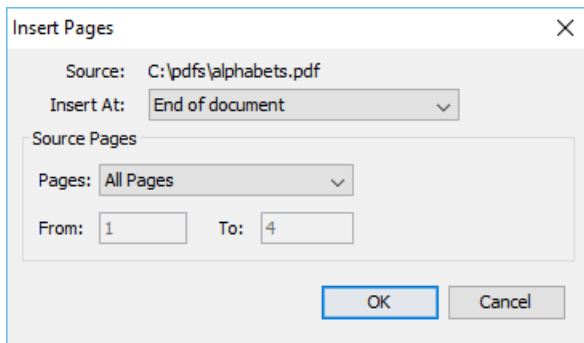 Insert Pages
Source: C:\pdfs\alphabets.pdf
Insert At: End of document
Source Pages
Pages: All Pages
From: 1 To: 4
OK Cancel